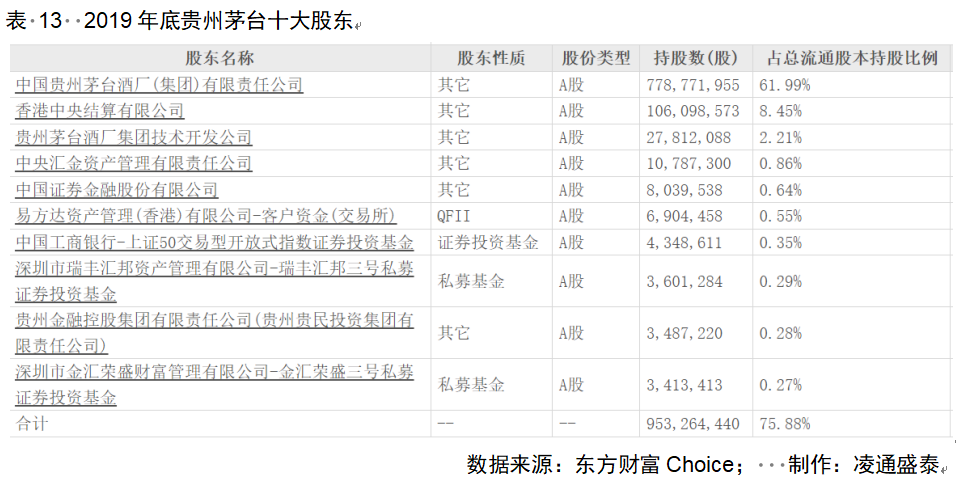 表 13 2019 年底贵州茅台十大股东
股东名称 股东性质 股份类型 持股数(股) 占总流通股本持股比例
中国贵州茅台酒厂(集团)有限责任公司 其它 A股 778,771,955 61.99%
香港中央结算有限公司 其它 A股 106,098,573 8.45%
贵州茅台酒厂集团技术开发公司 其它 A股 27,812,088 2.21%
中央汇金资产管理有限责任公司 其它 A股 10,787,300 0.86%
中国证券金融股份有限公司 其它 A股 8,039,538 0.64%
易方达资产管理(香港)有限公司-客户资金(交易所) QFII A股 6,904,458 0.55%
中国工商银行-上证50交易型开放式指数证券投资基金 证券投资基金 A股 4,348,611 0.35%
深圳市瑞丰汇邦资产管理有限公司-瑞丰汇邦三号私募
证券投资基金 私募基金 A股 3,601,284 0.29%
贵州金融控股集团有限责任公司(贵州贵民投资集团有
限责任公司) 其它 A股 3,487,220 0.28%
深圳市金汇荣盛财富管理有限公司-金汇荣盛三号私募
证券投资基金 私募基金 A股 3,413,413 0.27%
合计 -- -- 953,264,440 75.88%
数据来源：东方财富 Choice； 制作：凌通盛泰